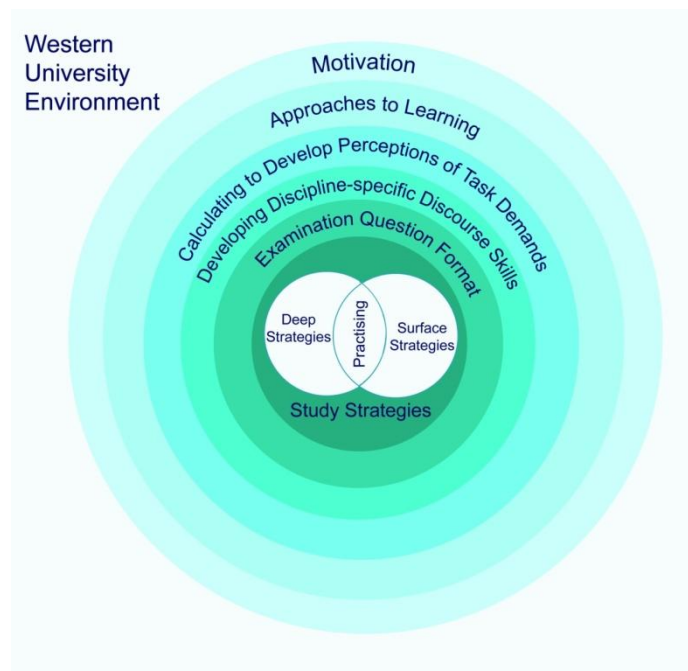 Western
University
Environment
Motivation
Approaches to Learning
Calculating to Develop Perceptions of Task Demands
Developing Discipline-specific Discourse Skills
Examination Question Format
Deep
Strategies
Practising
Surface
Strategies
Study Strategies